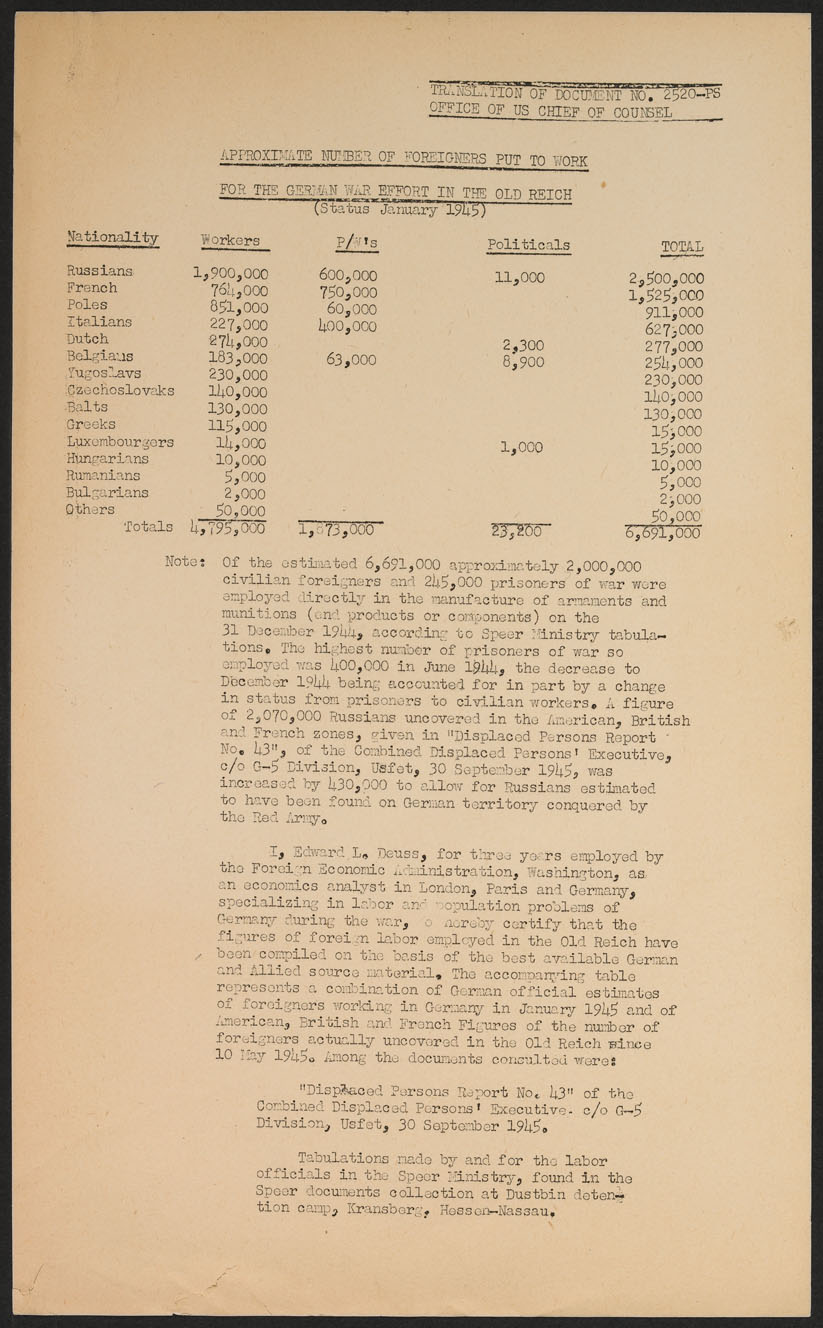 TRANSLATION OF DOCUMENT NO. 2520-PS
OFFICE OF US CHIEF OF COUNSEL
APPROXIMATE NUMBER OF FOREIGNERS PUT TO WORK
FOR THE GERMAN WAR EFFORT IN THE OLD REICH
(Status January 1945)
Nationality Workers P/W's Politicals TOTAL
Russians 1,900,000 600,000 11,000 2,500,000
French 764,000 750,000 1,525,000
Poles 851,000 60,000 911,000
Italians 227,000 400,000 627,000
Dutch 274,000 2,300 277,000
Belgians 183,000 63,000 8,900 254,000
Yugoslavs 230,000 230,000
Czechoslovaks 140,000 140,000
Balts 130,000 130,000
Greeks 115,000 15,000
Luxembourgers 14,000 1,000 15,000
Hungarians 10,000 10,000
Rumanians 5,000 5,000
Bulgarians 2,000 2,000
Others 50,000 50,000
Totals 4,795,000 1,873,000 23,200 6,691,000
Note: Of the estimated 6,691,000 approximately 2,000,000
civilian foreigners and 245,000 prisoners of war were
employed directly in the manufacture of armaments and
munitions (end products or components) on the
31 December 1944, according to Speer Ministry tabula-
tions. The highest number of prisoners of war so
employed was 400,000 in June 1944, the decrease to
December 1944 being accounted for in part by a change
in status from prisoners to civilian workers. A figure
of 2,070,000 Russians uncovered in the American, British
and French zones, given in "Displaced Persons Report
No. 43", of the Combined Displaced Persons' Executive,
c/o G-5 Division, Usfet, 30 September 1945, was
increased by 430,000 to allow for Russians estimated
to have been found on German territory conquered by
the Red Army.
I, Edward L. Deuss, for three years employed by
the Foreign Economic Administration, Washington, as
an economics analyst in London, Paris and Germany,
specializing in labor and population problems of
Germany during the war, do hereby certify that the
figures of foreign labor employed in the Old Reich have
been compiled on the basis of the best available German
and Allied source material. The accompanying table
represents a combination of German official estimates
of foreigners working in Germany in January 1945 and of
American, British and French Figures of the number of
foreigners actually uncovered in the Old Reich since
10 May 1945. Among the documents consulted were:
"Displaced Persons Report No. 43" of the
Combined Displaced Persons' Executive. c/o G-5
Division, Usfet, 30 September 1945.
Tabulations made by and for the labor
officials in the Speer Ministry, found in the
Speer documents collection at Dustbin deten-
tion camp, Kransberg, Hessen-Nassau.